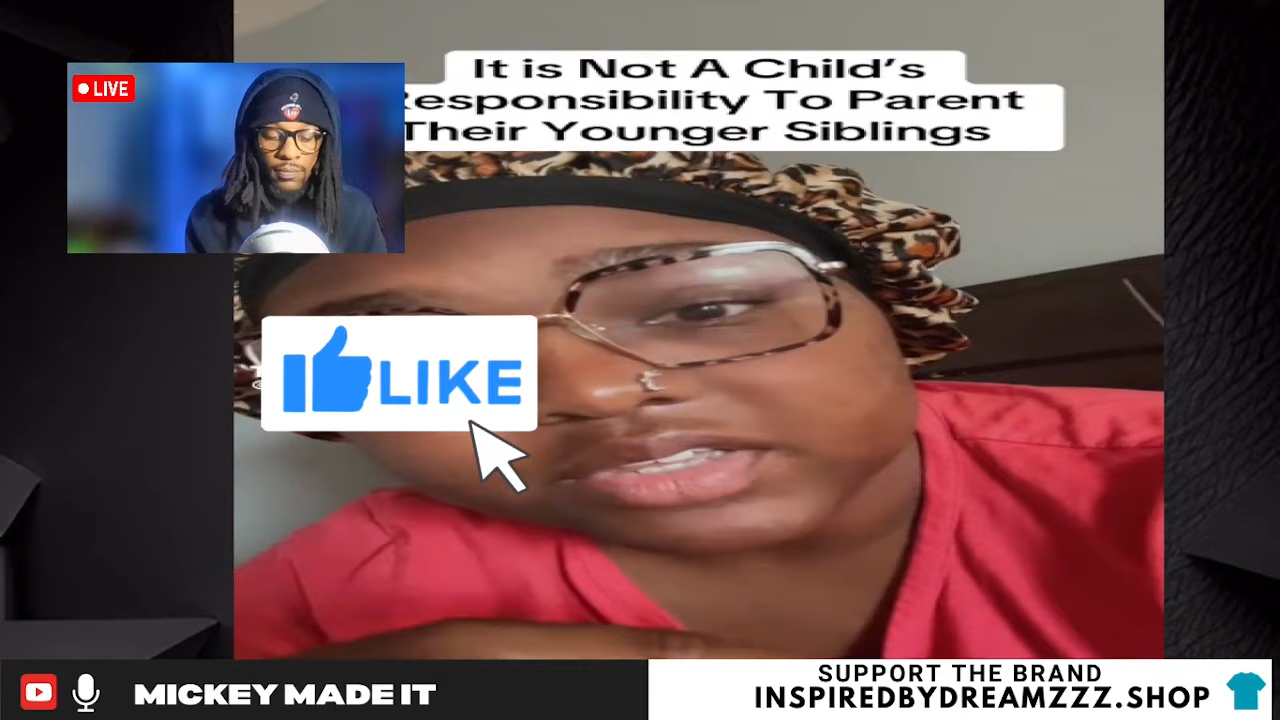 LIVE
It is Not A Child's
Responsibility To Parent
Their Younger Siblings
LIKE
MICKEY MADE IT
SUPPORT THE BRAND
INSPIREDBYDREAMZZZ.SHOP